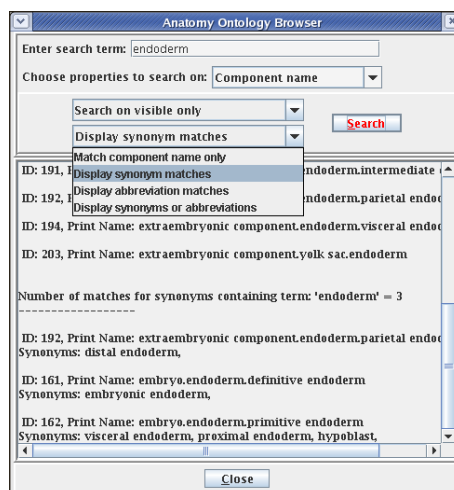 Anatomy Ontology Browser
Enter search term: endoderm
Choose properties to search on: Component name
Search on visible only
Display synonym matches
Search
Match component name only
Display synonym matches
Display abbreviation matches
Display synonyms or abbreviations
ID: 191, endoderm.intermediate
ID: 192, endoderm.parietal endod
ID: 194, Print Name: extraembryonic component.endoderm.visceral endod
ID: 203, Print Name: extraembryonic component.yolk sac.endoderm
Number of matches for synonyms containing term: 'endoderm' = 3
------------------
ID: 192, Print Name: extraembryonic component.endoderm.parietal endod
Synonyms: distal endoderm,
ID: 161, Print Name: embryo.endoderm.definitive endoderm
Synonyms: embryonic endoderm,
ID: 162, Print Name: embryo.endoderm.primitive endoderm
Synonyms: visceral endoderm, proximal endoderm, hypoblast,
Close